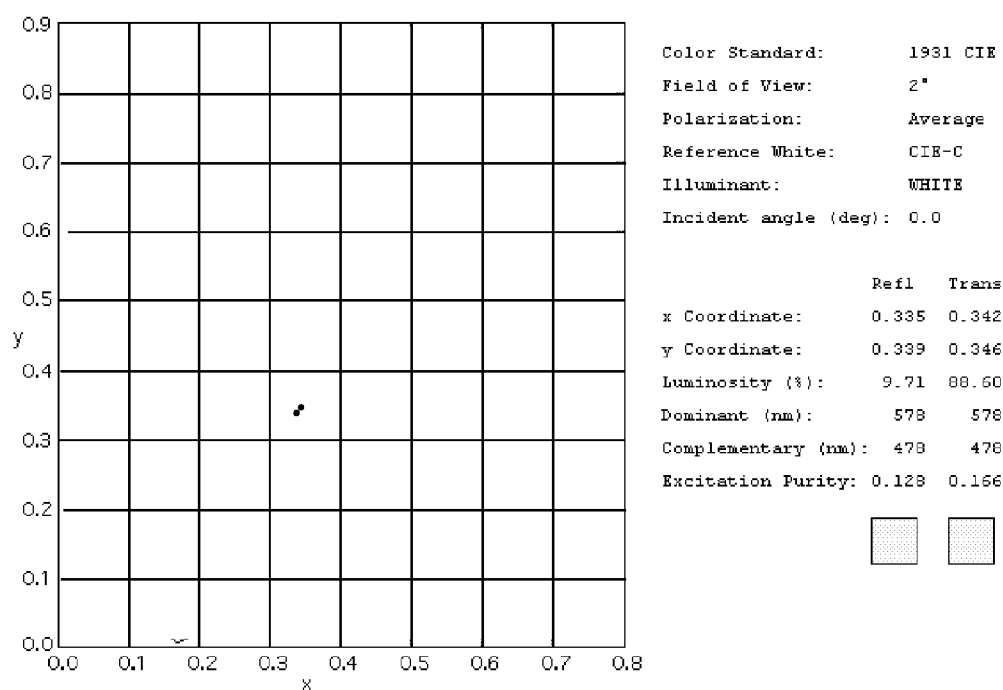 0.9
0.8
0.7
0.6
0.5
y
0.4
0.3
0.2
0.1
0.0
0.0 0.1 0.2 0.3 0.4 0.5 0.6 0.7 0.8
x
Color Standard: 1931 CIE
Field of View: 2°
Polarization: Average
Reference White: CIE-C
Illuminant: WHITE
Incident angle (deg): 0.0
Refl Trans
x Coordinate: 0.335 0.342
y Coordinate: 0.339 0.346
Luminosity (%): 9.71 88.60
Dominant (nm): 578 578
Complementary (nm): 478 478
Excitation Purity: 0.128 0.166